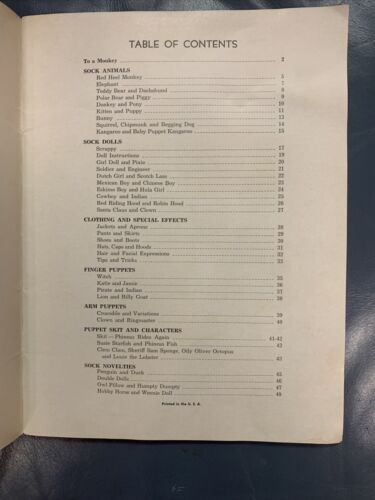 TABLE OF CONTENTS
To a Monkey 2
SOCK ANIMALS
Red Heel Monkey 5
Elephant 7
Teddy Bear and Dachshund 8
Polar Bear and Piggy 9
Donkey and Pony 10
Kitten and Puppy 11
Bunny 13
Squirrel, Chipmunk and Begging Dog 14
Kangaroo and Baby Puppet Kangaroo 15
SOCK DOLLS
Scrappy 17
Doll Instructions 19
Girl Doll and Pixie 20
Soldier and Engineer 21
Dutch Girl and Scotch Lass 22
Mexican Boy and Chinese Boy 23
Eskimo Boy and Hula Girl 24
Cowboy and Indian 25
Red Riding Hood and Robin Hood 26
Santa Claus and Clown 27
CLOTHING AND SPECIAL EFFECTS
Jackets and Aprons 28
Pants and Skirts 29
Shoes and Boots 30
Hats, Caps and Hoods 31
Hair and Facial Expressions 32
Tips and Tricks 33
FINGER PUPPETS
Witch 35
Katie and Jamie 36
Pirate and Indian 37
Lion and Billy Goat 38
ARM PUPPETS
Crocodile and Variations 39
Clown and Ringmaster 40
PUPPET SKIT AND CHARACTERS
Skit — Phineas Rides Again 41-42
Susie Starfish and Phineas Fish 43
Clara Clam, Sheriff Sam Sponge, Oily Oliver Octopus
and Louie the Lobster 43
SOCK NOVELTIES
Penguin and Duck 45
Double Dolls 46
Owl Pillow and Humpty Dumpty 47
Hobby Horse and Weenie Doll 48
Printed in the U. S. A.